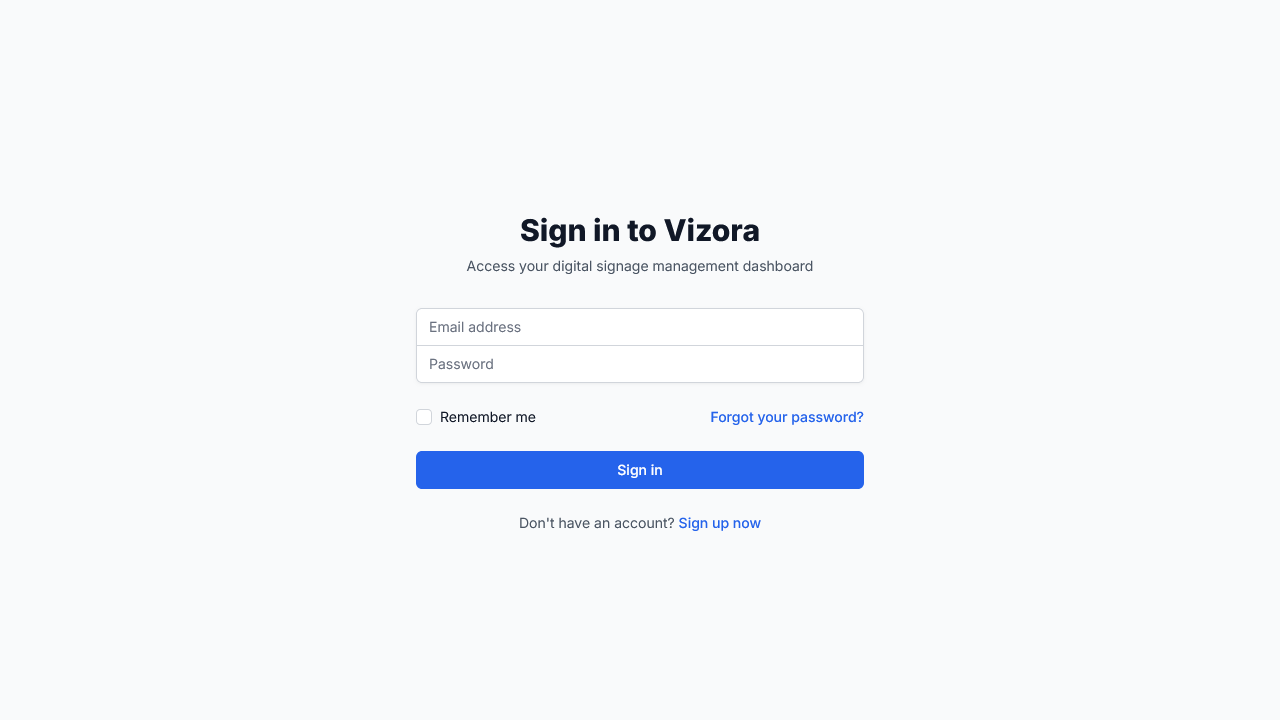 Sign in to Vizora
Access your digital signage management dashboard
Email address
Password
Remember me
Forgot your password?
Sign in
Don't have an account? Sign up now